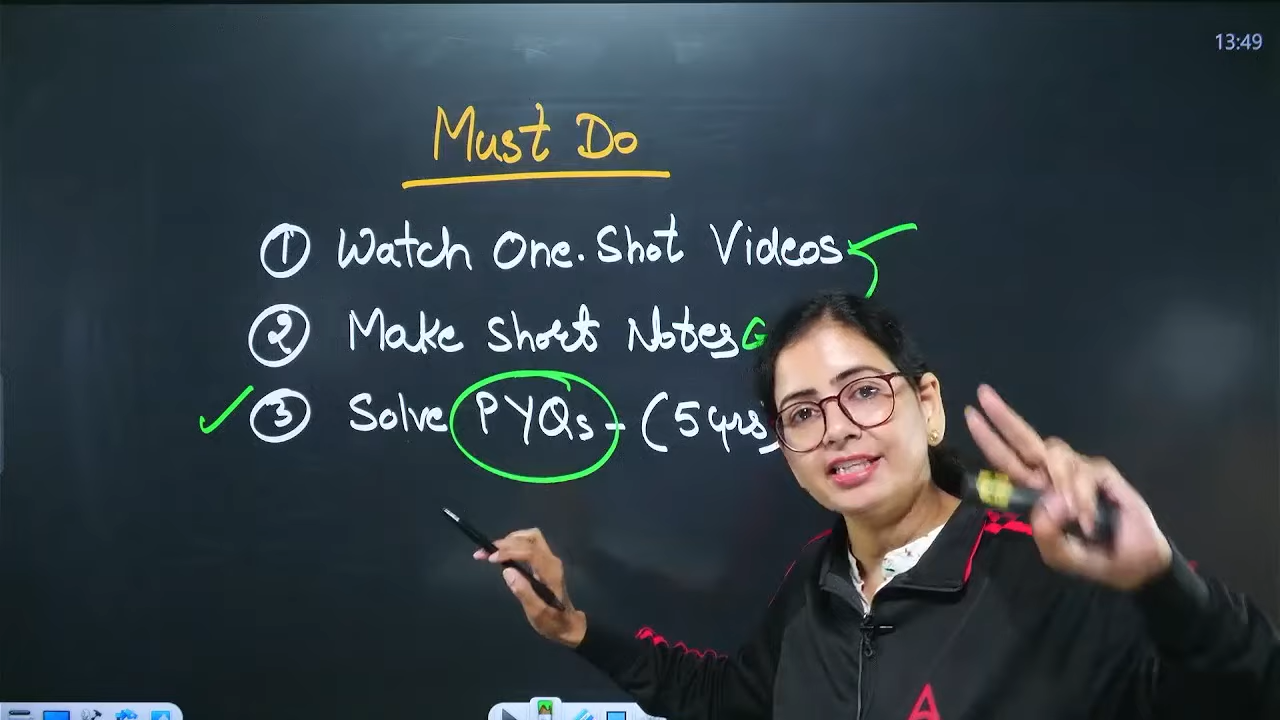 13:49
Must Do
① Watch One.Shot Videos
② Make Short Notes
③ Solve PYQs - (5 yrs)
A